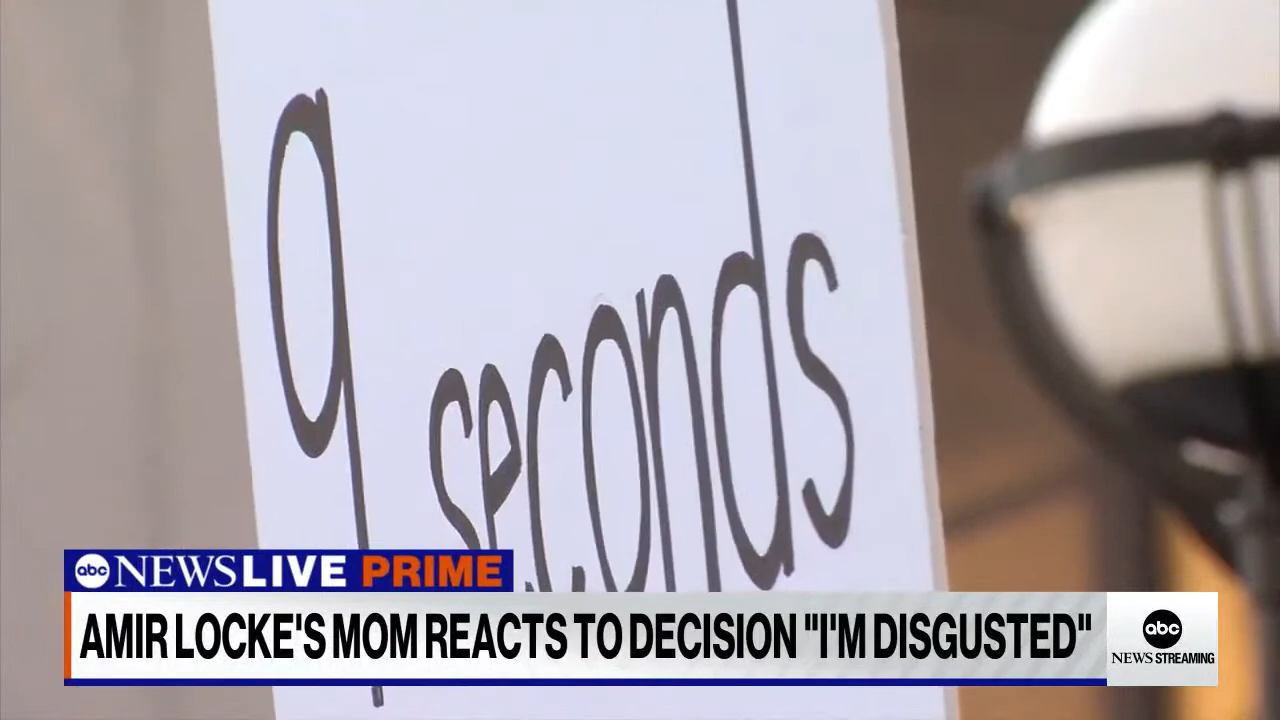 9 seconds
abc NEWS LIVE PRIME
AMIR LOCKE'S MOM REACTS TO DECISION "I'M DISGUSTED"
abc
NEWS STREAMING